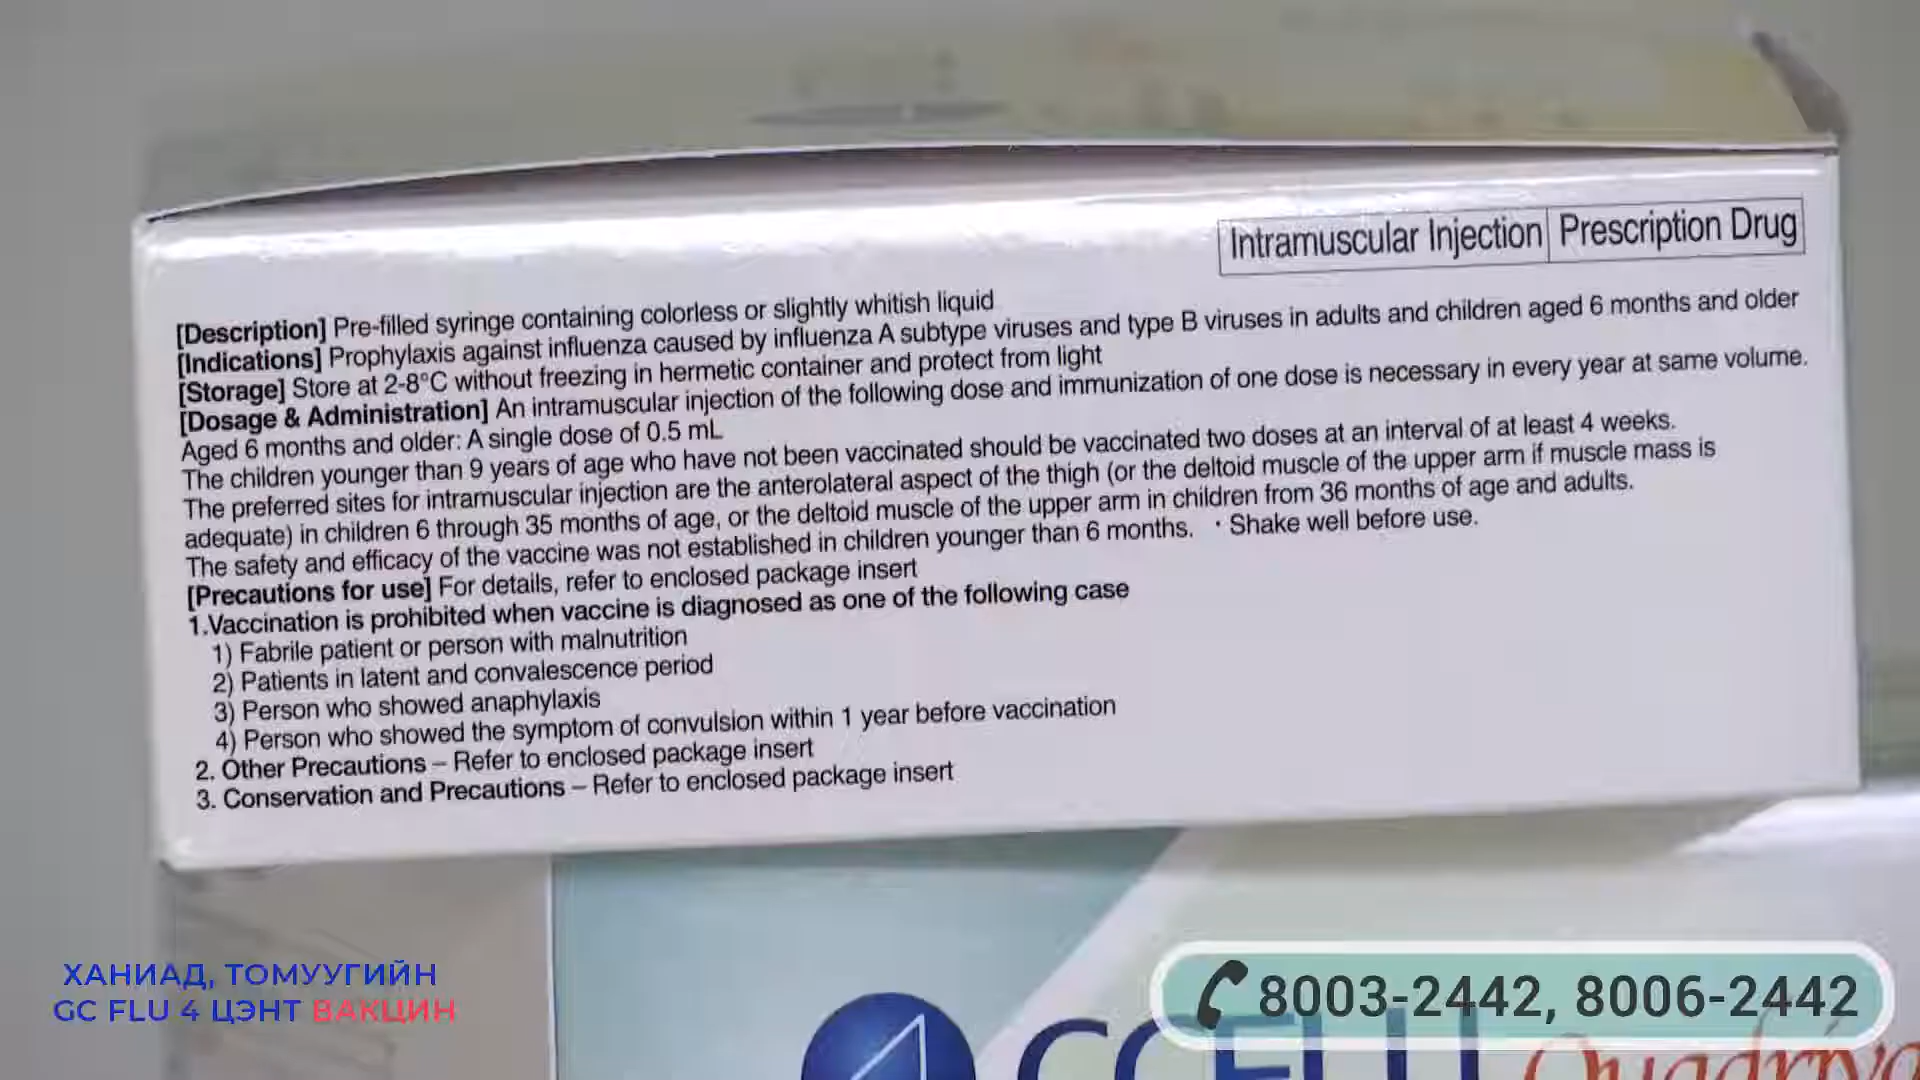 Intramuscular Injection Prescription Drug
[Description] Pre-filled syringe containing colorless or slightly whitish liquid
[Indications] Prophylaxis against influenza caused by influenza A subtype viruses and type B viruses in adults and children aged 6 months and older
[Storage] Store at 2-8°C without freezing in hermetic container and protect from light
[Dosage & Administration] An intramuscular injection of the following dose and immunization of one dose is necessary in every year at same volume.
Aged 6 months and older: A single dose of 0.5 mL
The children younger than 9 years of age who have not been vaccinated should be vaccinated two doses at an interval of at least 4 weeks.
The preferred sites for intramuscular injection are the anterolateral aspect of the thigh (or the deltoid muscle of the upper arm if muscle mass is
adequate) in children 6 through 35 months of age, or the deltoid muscle of the upper arm in children from 36 months of age and adults.
The safety and efficacy of the vaccine was not established in children younger than 6 months. · Shake well before use.
[Precautions for use] For details, refer to enclosed package insert
1.Vaccination is prohibited when vaccine is diagnosed as one of the following case
1) Fabrile patient or person with malnutrition
2) Patients in latent and convalescence period
3) Person who showed anaphylaxis
4) Person who showed the symptom of convulsion within 1 year before vaccination
2. Other Precautions – Refer to enclosed package insert
3. Conservation and Precautions – Refer to enclosed package insert
ХАНИАД, ТОМУУГИЙН
GC FLU 4 ЦЭНТ ВАКЦИН
8003-2442, 8006-2442